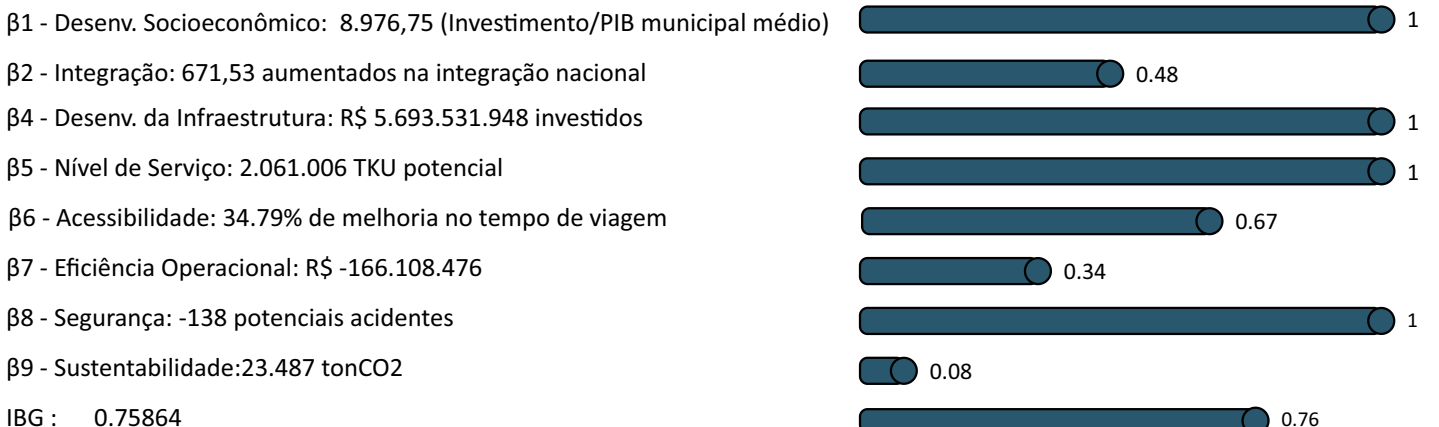 β1 - Desenv. Socioeconômico: 8.976,75 (Investimento/PIB municipal médio) 1
β2 - Integração: 671,53 aumentados na integração nacional 0.48
β4 - Desenv. da Infraestrutura: R$ 5.693.531.948 investidos 1
β5 - Nível de Serviço: 2.061.006 TKU potencial 1
β6 - Acessibilidade: 34.79% de melhoria no tempo de viagem 0.67
β7 - Eficiência Operacional: R$ -166.108.476 0.34
β8 - Segurança: -138 potenciais acidentes 1
β9 - Sustentabilidade:23.487 tonCO2 0.08
IBG : 0.75864 0.76